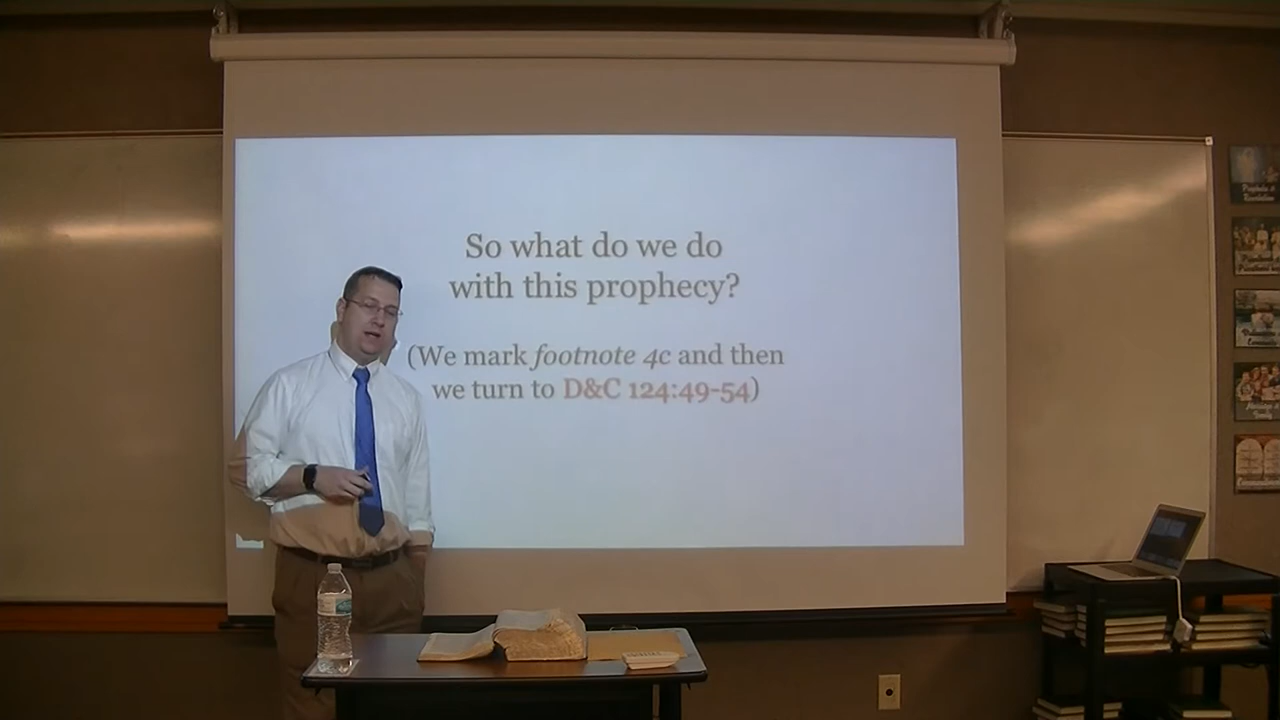 So what do we do
with this prophecy?
(We mark footnote 4c and then
we turn to D&C 124:49-54)